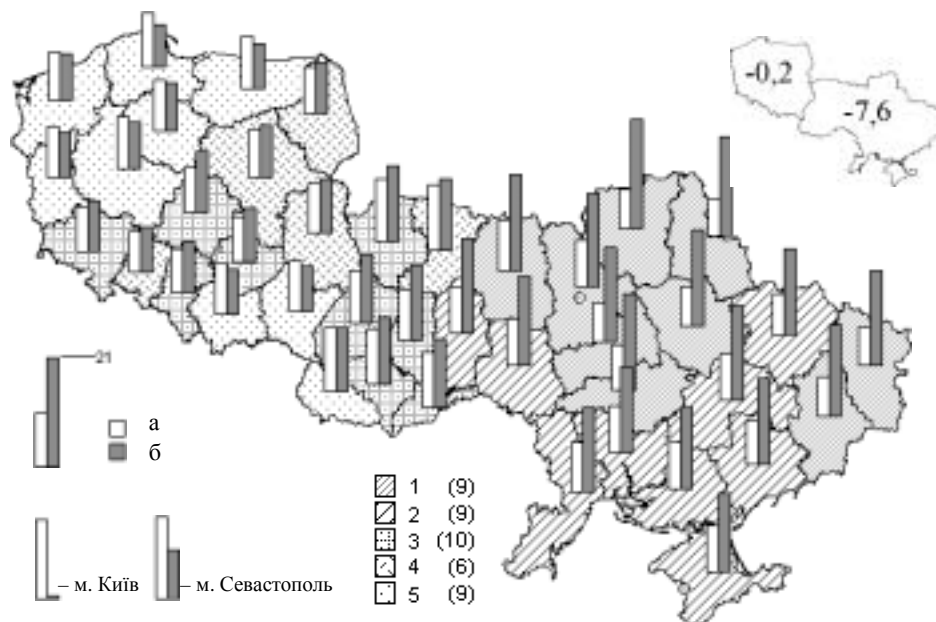 -0,2
-7,6
21
а
б
1 (9)
2 (9)
3 (10)
4 (6)
5 (9)
– м. Київ
– м. Севастополь